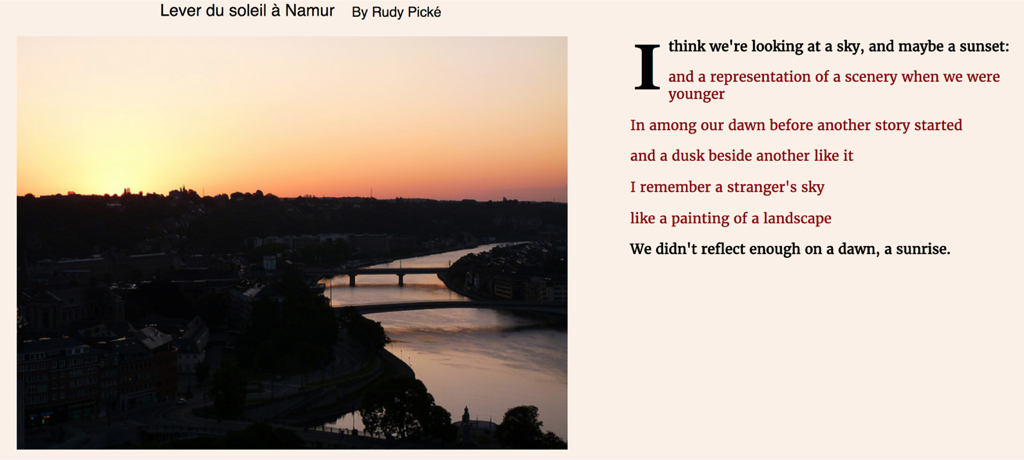 Lever du soleil à Namur By Rudy Pické
I think we're looking at a sky, and maybe a sunset:
and a representation of a scenery when we were
younger
In among our dawn before another story started
and a dusk beside another like it
I remember a stranger's sky
like a painting of a landscape
We didn't reflect enough on a dawn, a sunrise.